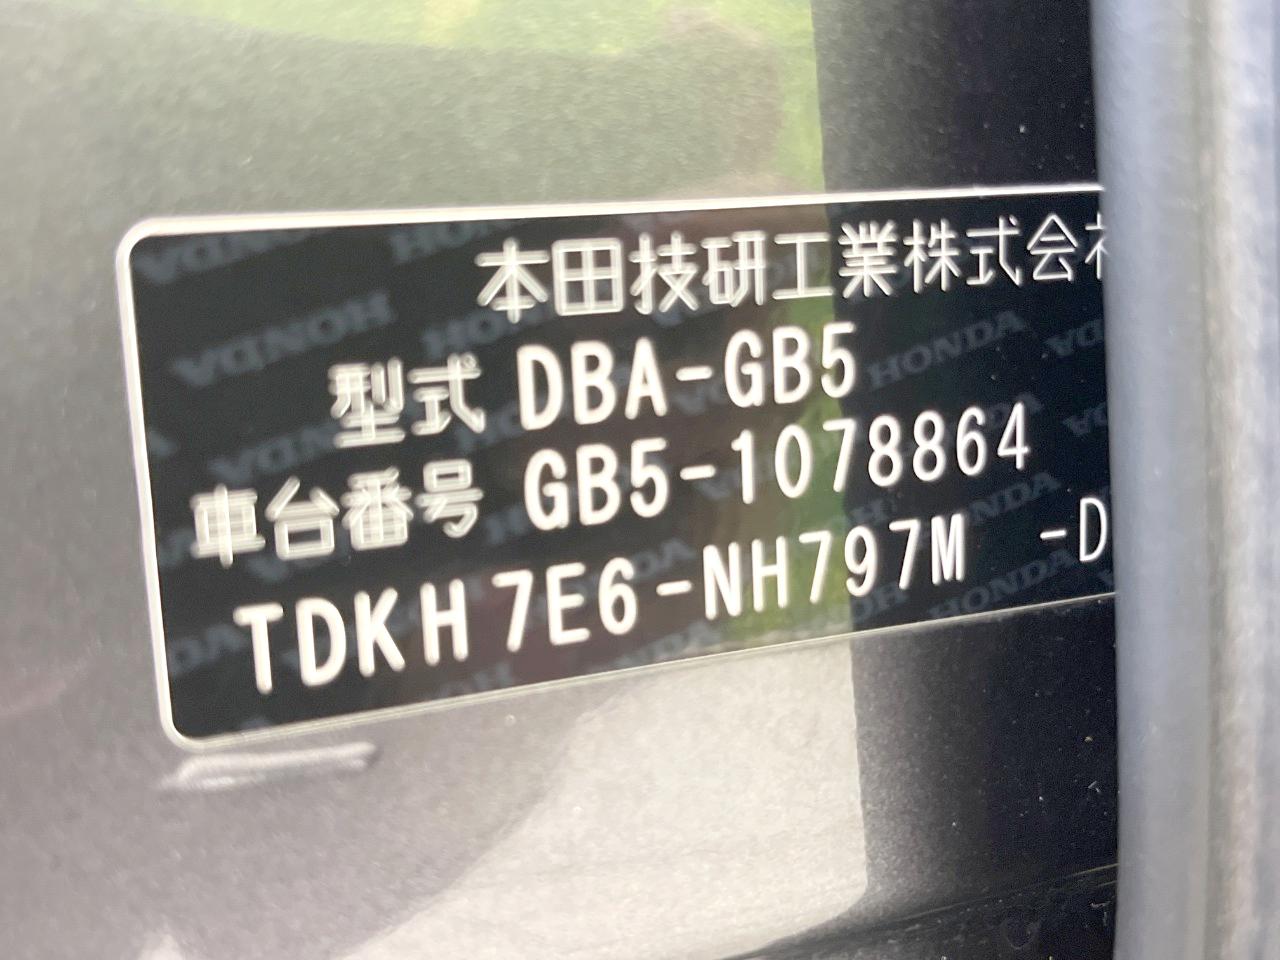 本田技研工業株式会社
型式 DBA-GB5
車台番号 GB5-1078864
TDKH7E6-NH797M -D